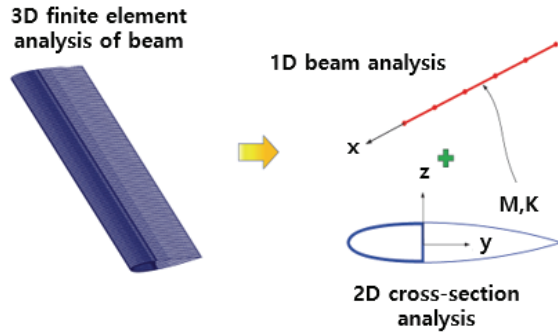 3D finite element
analysis of beam
1D beam analysis
x
z
M,K
y
2D cross-section
analysis